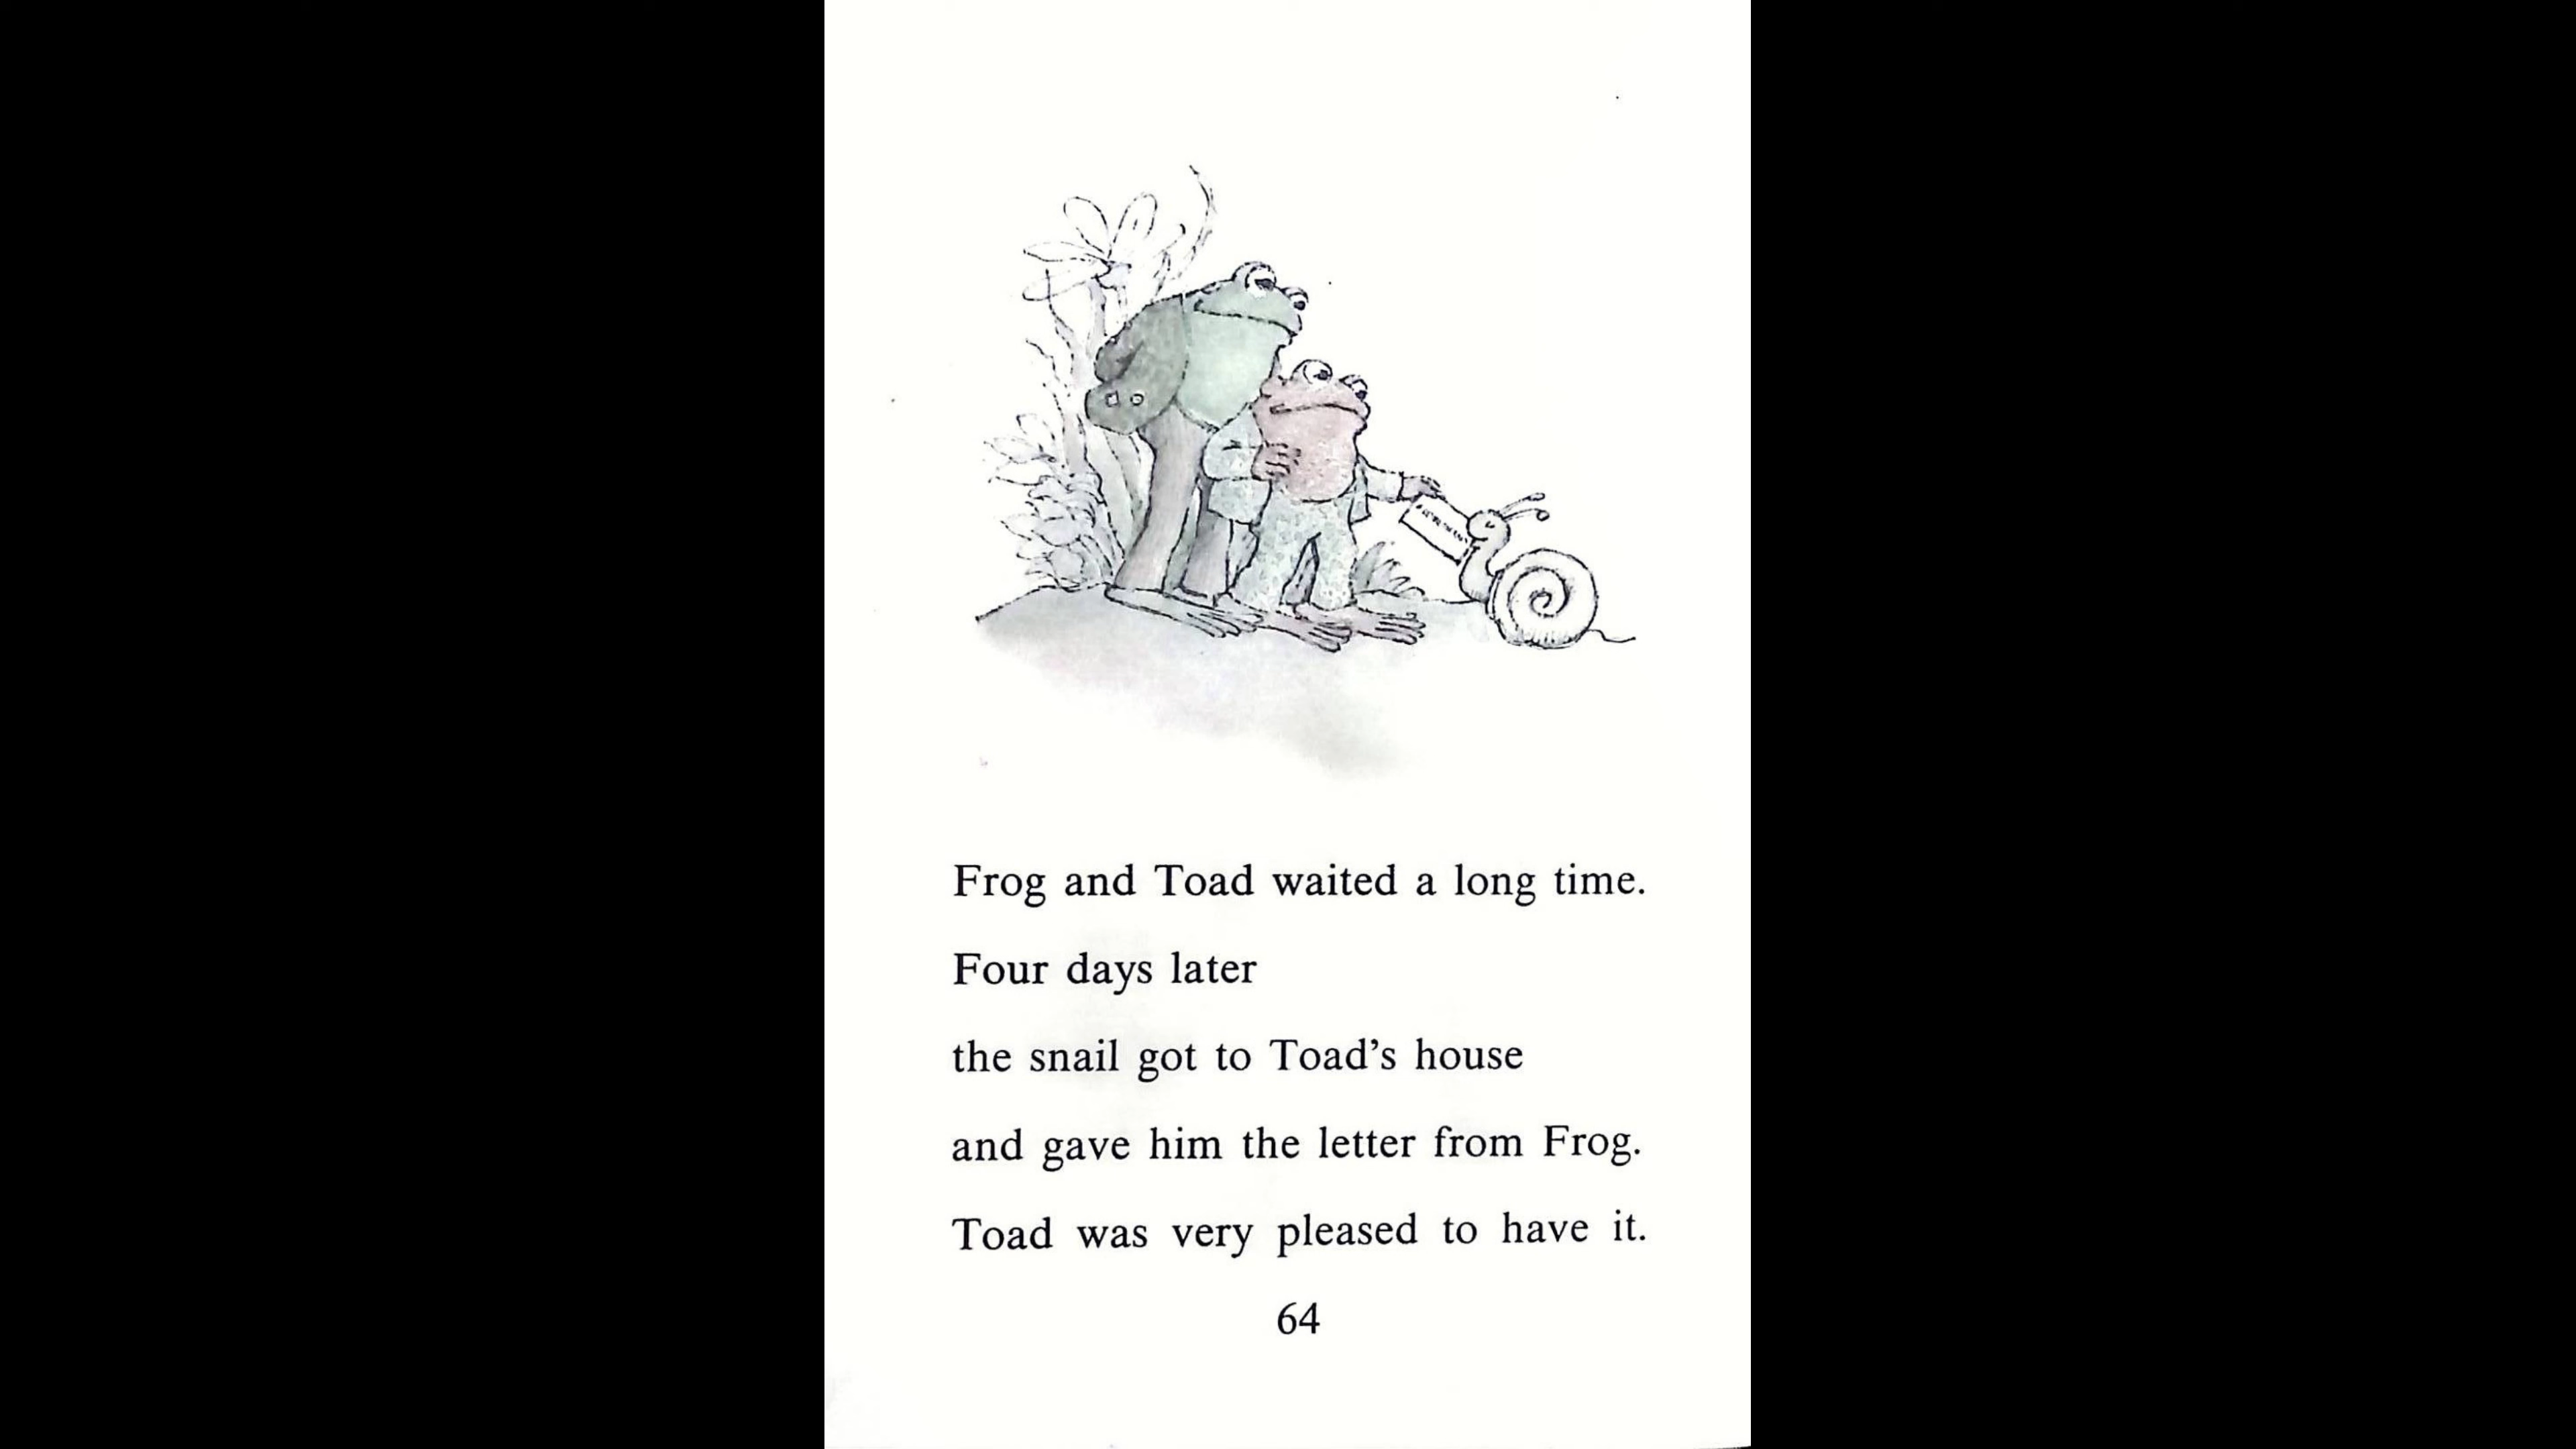 Frog and Toad waited a long time.
Four days later
the snail got to Toad's house
and gave him the letter from Frog.
Toad was very pleased to have it.
64